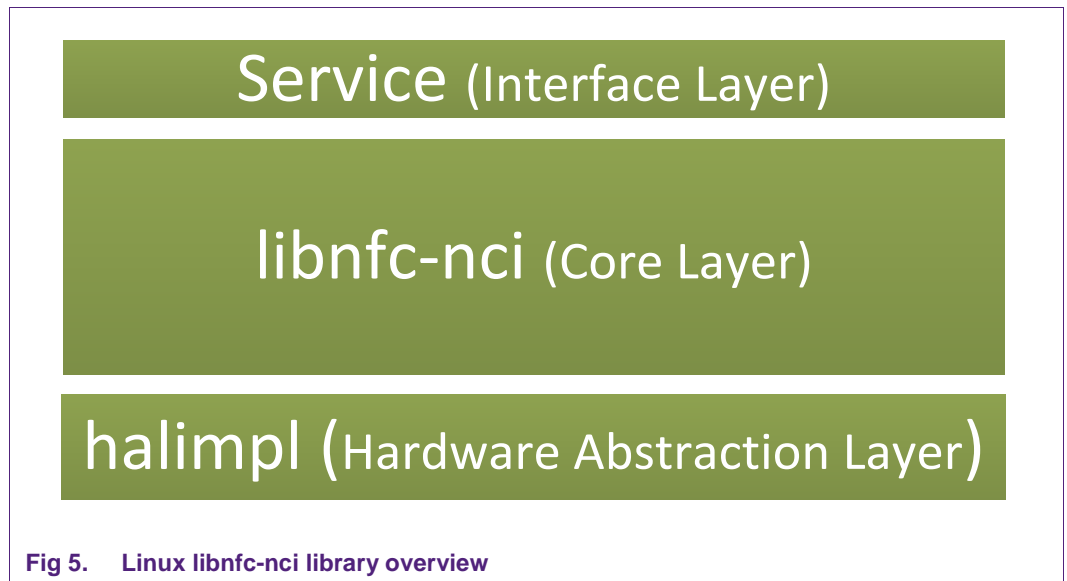 Service (Interface Layer)
libnfc-nci (Core Layer)
halimpl (Hardware Abstraction Layer)
Fig 5. Linux libnfc-nci library overview